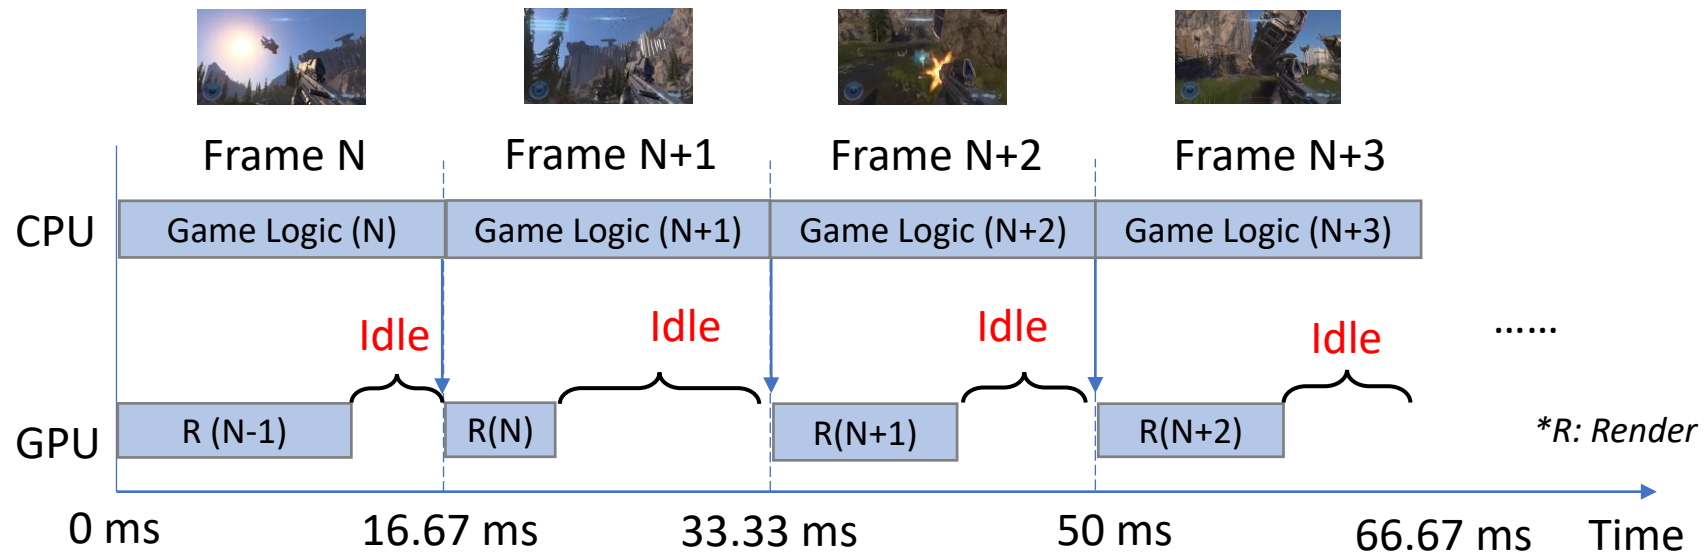 Frame N
Frame N+1
Frame N+2
Frame N+3
CPU
Game Logic (N)
Game Logic (N+1)
Game Logic (N+2)
Game Logic (N+3)
Idle
Idle
Idle
Idle
......
GPU
R (N-1)
R(N)
R(N+1)
R(N+2)
*R: Render
0 ms
16.67 ms
33.33 ms
50 ms
66.67 ms
Time